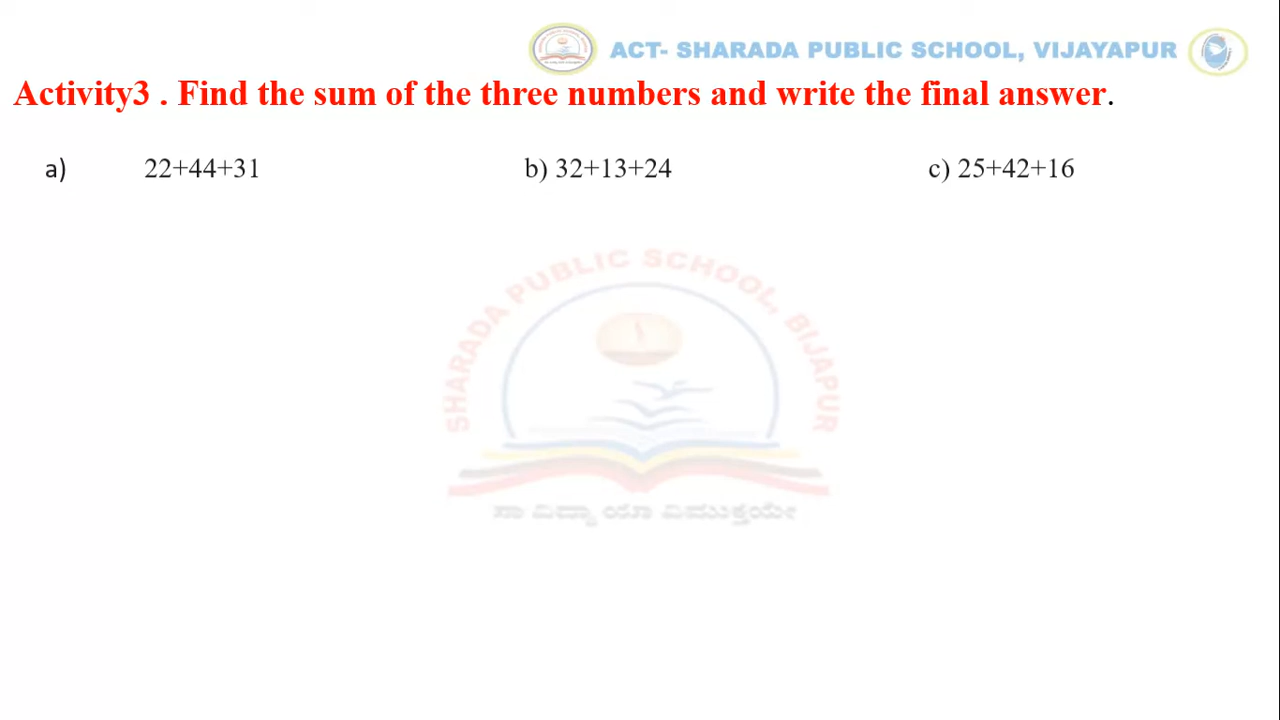 ACT- SHARADA PUBLIC SCHOOL, VIJAYAPUR
Activity3 . Find the sum of the three numbers and write the final answer.
a) 22+44+31 b) 32+13+24 c) 25+42+16
SHARADA PUBLIC SCHOOL, BIJAPUR
ಸಾ ವಿದ್ಯಾ ಯಾ ವಿಮುಕ್ತಯೇ